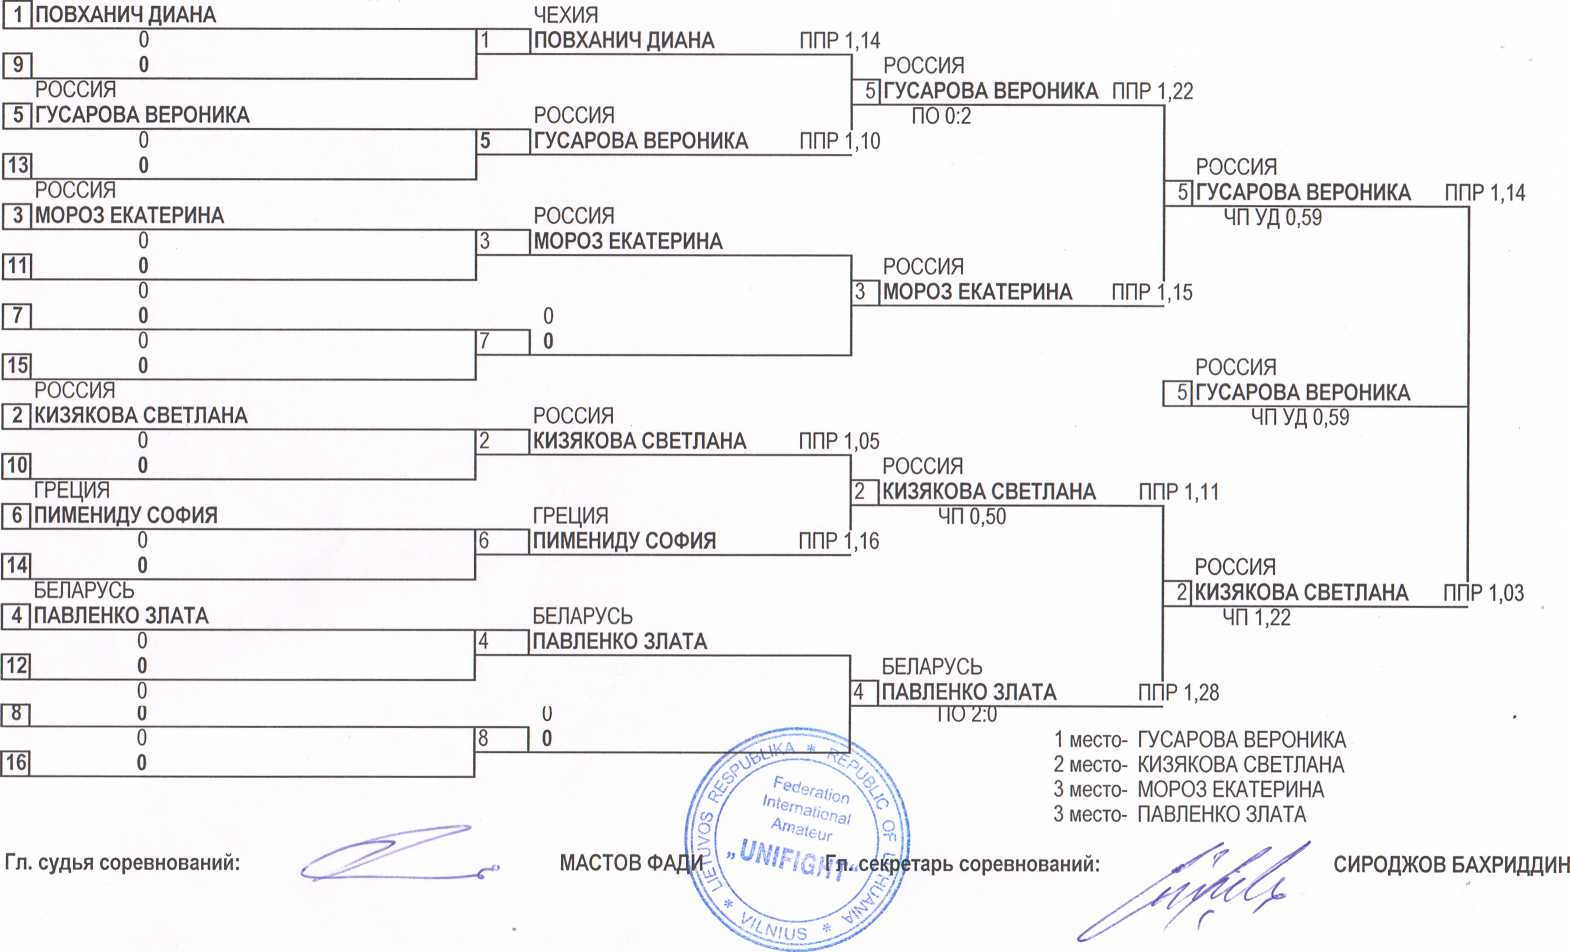 1 ПОВХАНИЧ ДИАНА
0
9 0
РОССИЯ
5 ГУСАРОВА ВЕРОНИКА
0
13 0
РОССИЯ
3 МОРОЗ ЕКАТЕРИНА
0
11 0
0
7 0
0
15 0
РОССИЯ
2 КИЗЯКОВА СВЕТЛАНА
0
10 0
ГРЕЦИЯ
6 ПИМЕНИДУ СОФИЯ
0
14 0
БЕЛАРУСЬ
4 ПАВЛЕНКО ЗЛАТА
0
12 0
0
8 0
0
16 0
ЧЕХИЯ
1 ПОВХАНИЧ ДИАНА ППР 1,14
РОССИЯ
5 ГУСАРОВА ВЕРОНИКА ППР 1,10
РОССИЯ
3 МОРОЗ ЕКАТЕРИНА
0
7 0
РОССИЯ
2 КИЗЯКОВА СВЕТЛАНА ППР 1,05
ГРЕЦИЯ
6 ПИМЕНИДУ СОФИЯ ППР 1,16
БЕЛАРУСЬ
4 ПАВЛЕНКО ЗЛАТА
0
8 0
РОССИЯ
5 ГУСАРОВА ВЕРОНИКА ППР 1,22
ПО 0:2
РОССИЯ
3 МОРОЗ ЕКАТЕРИНА ППР 1,15
РОССИЯ
2 КИЗЯКОВА СВЕТЛАНА ППР 1,11
ЧП 0,50
БЕЛАРУСЬ
4 ПАВЛЕНКО ЗЛАТА ППР 1,28
ПО 2:0
РОССИЯ
5 ГУСАРОВА ВЕРОНИКА ППР 1,14
ЧП УД 0,59
РОССИЯ
5 ГУСАРОВА ВЕРОНИКА
ЧП УД 0,59
РОССИЯ
2 КИЗЯКОВА СВЕТЛАНА ППР 1,03
ЧП 1,22
1 место- ГУСАРОВА ВЕРОНИКА
2 место- КИЗЯКОВА СВЕТЛАНА
3 место- МОРОЗ ЕКАТЕРИНА
3 место- ПАВЛЕНКО ЗЛАТА
LIETUVOS RESPUBLIKA * REPUBLIC OF LITHUANIA * VILNIUS *
Federation
International
Amateur
„UNIFIGHT“
Гл. судья соревнований: МАСТОВ ФАДИ Гл. секретарь соревнований: СИРОДЖОВ БАХРИДДИН